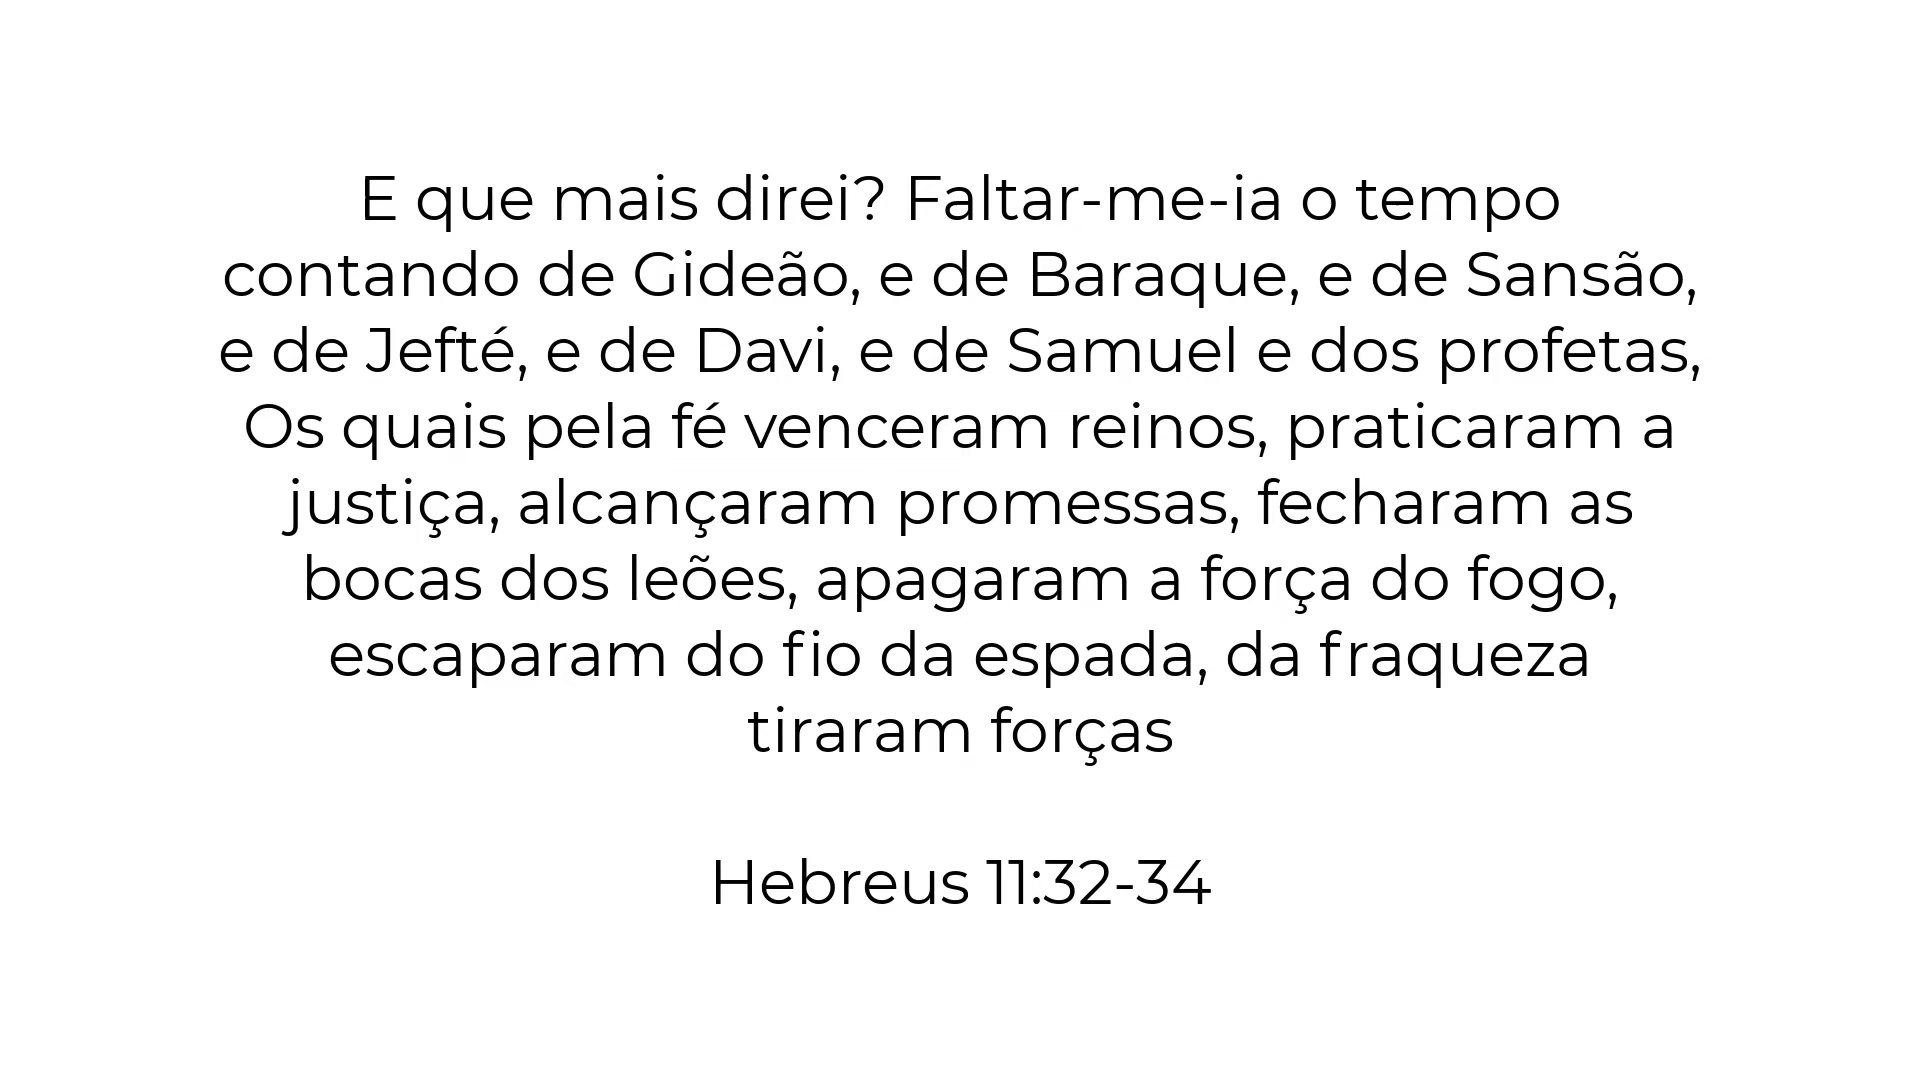 E que mais direi? Faltar-me-ia o tempo
contando de Gideão, e de Baraque, e de Sansão,
e de Jefté, e de Davi, e de Samuel e dos profetas,
Os quais pela fé venceram reinos, praticaram a
justiça, alcançaram promessas, fecharam as
bocas dos leões, apagaram a força do fogo,
escaparam do fio da espada, da fraqueza
tiraram forças
Hebreus 11:32-34